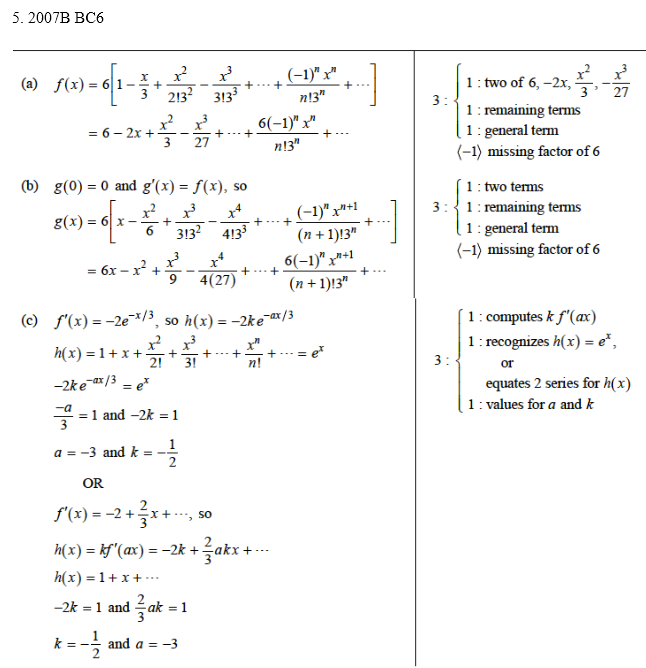 5. 2007B BC6
(a) f(x) = 6[1 − x/3 + x²/2!3² − x³/3!3³ + ··· + (−1)ⁿxⁿ/n!3ⁿ + ···]
= 6 − 2x + x²/3 − x³/27 + ··· + 6(−1)ⁿxⁿ/n!3ⁿ + ···
3 : { 1 : two of 6, −2x, x²/3, −x³/27
1 : remaining terms
1 : general term
⟨−1⟩ missing factor of 6
(b) g(0) = 0 and g′(x) = f(x), so
g(x) = 6[x − x²/6 + x³/3!3² − x⁴/4!3³ + ··· + (−1)ⁿxⁿ⁺¹/(n + 1)!3ⁿ + ···]
= 6x − x² + x³/9 − x⁴/4(27) + ··· + 6(−1)ⁿxⁿ⁺¹/(n + 1)!3ⁿ + ···
3 : { 1 : two terms
1 : remaining terms
1 : general term
⟨−1⟩ missing factor of 6
(c) f′(x) = −2e^(−x/3), so h(x) = −2ke^(−ax/3)
h(x) = 1 + x + x²/2! + x³/3! + ··· + xⁿ/n! + ··· = eˣ
−2ke^(−ax/3) = eˣ
−a/3 = 1 and −2k = 1
a = −3 and k = −1/2
OR
f′(x) = −2 + 2/3x + ···, so
h(x) = kf′(ax) = −2k + 2/3akx + ···
h(x) = 1 + x + ···
−2k = 1 and 2/3ak = 1
k = −1/2 and a = −3
3 : { 1 : computes k f′(ax)
1 : recognizes h(x) = eˣ,
or
equates 2 series for h(x)
1 : values for a and k